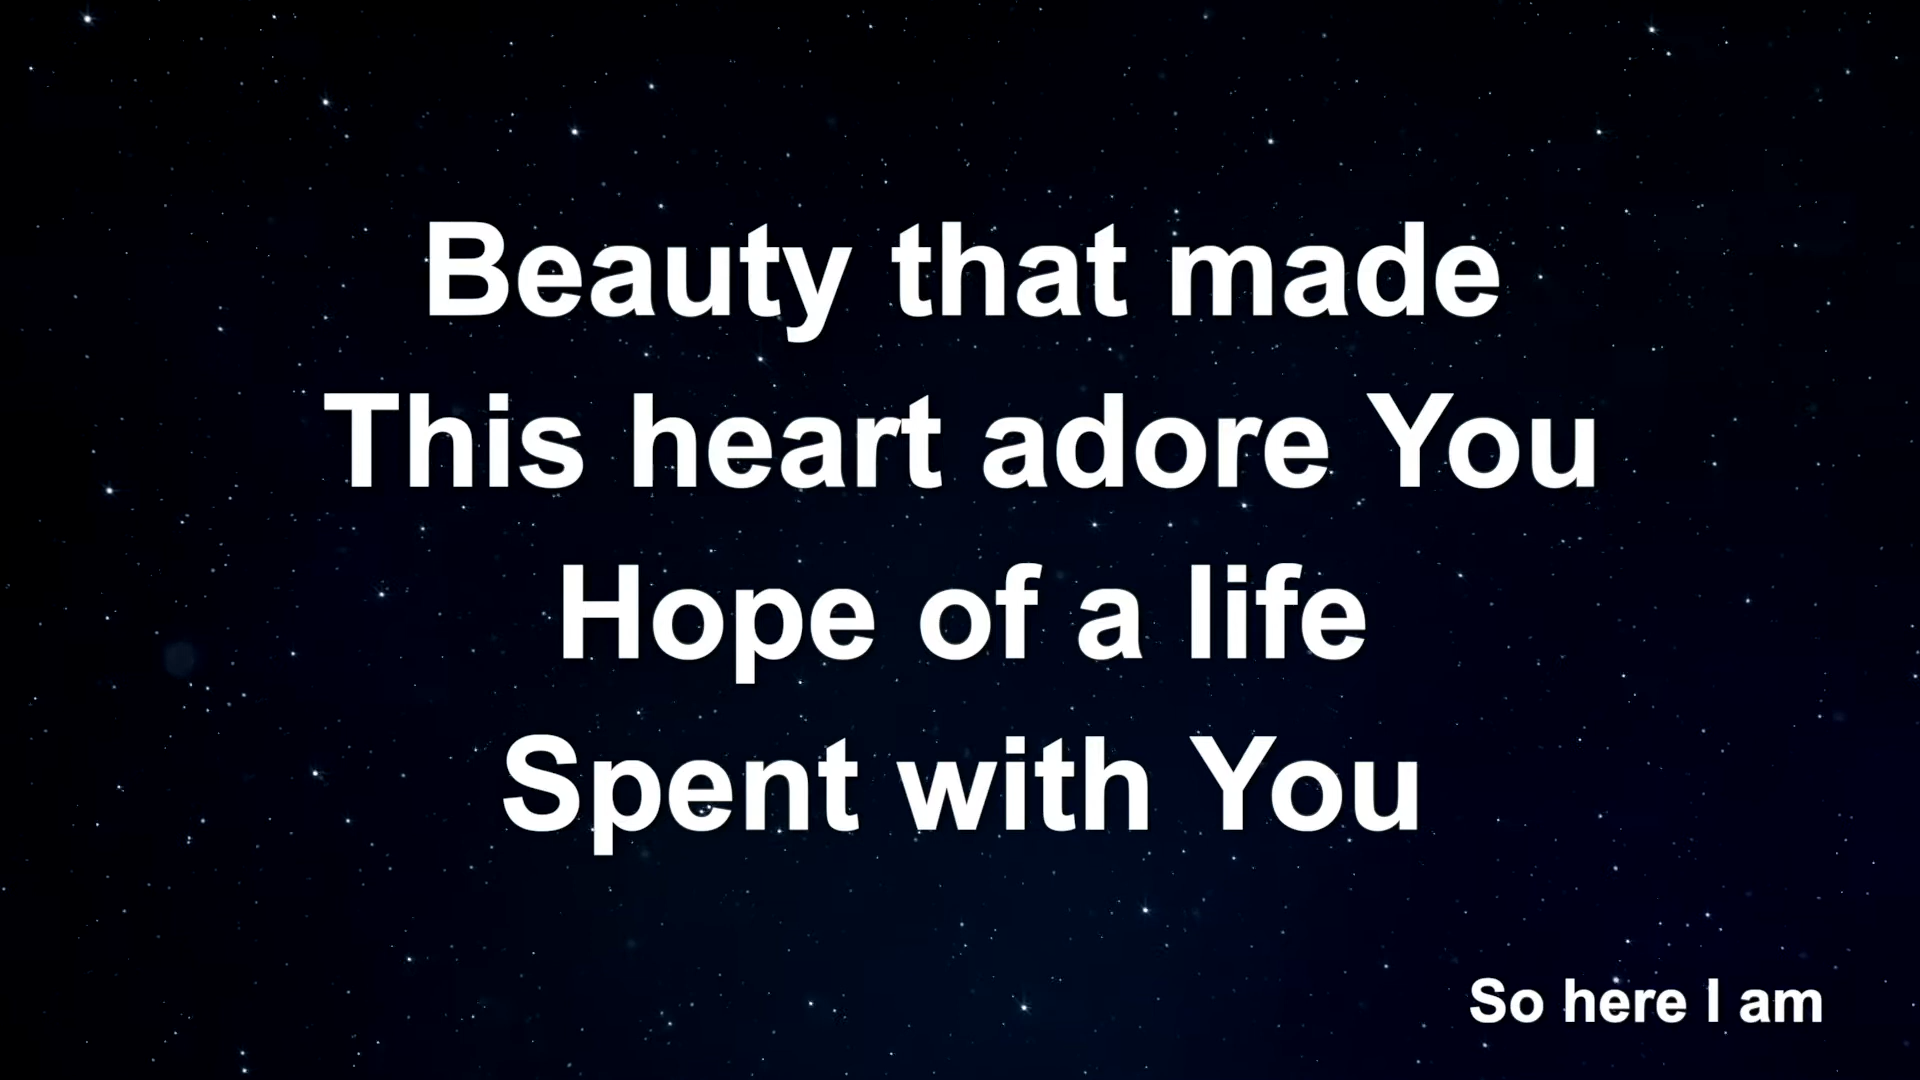 Beauty that made
This heart adore You
Hope of a life
Spent with You
So here I am